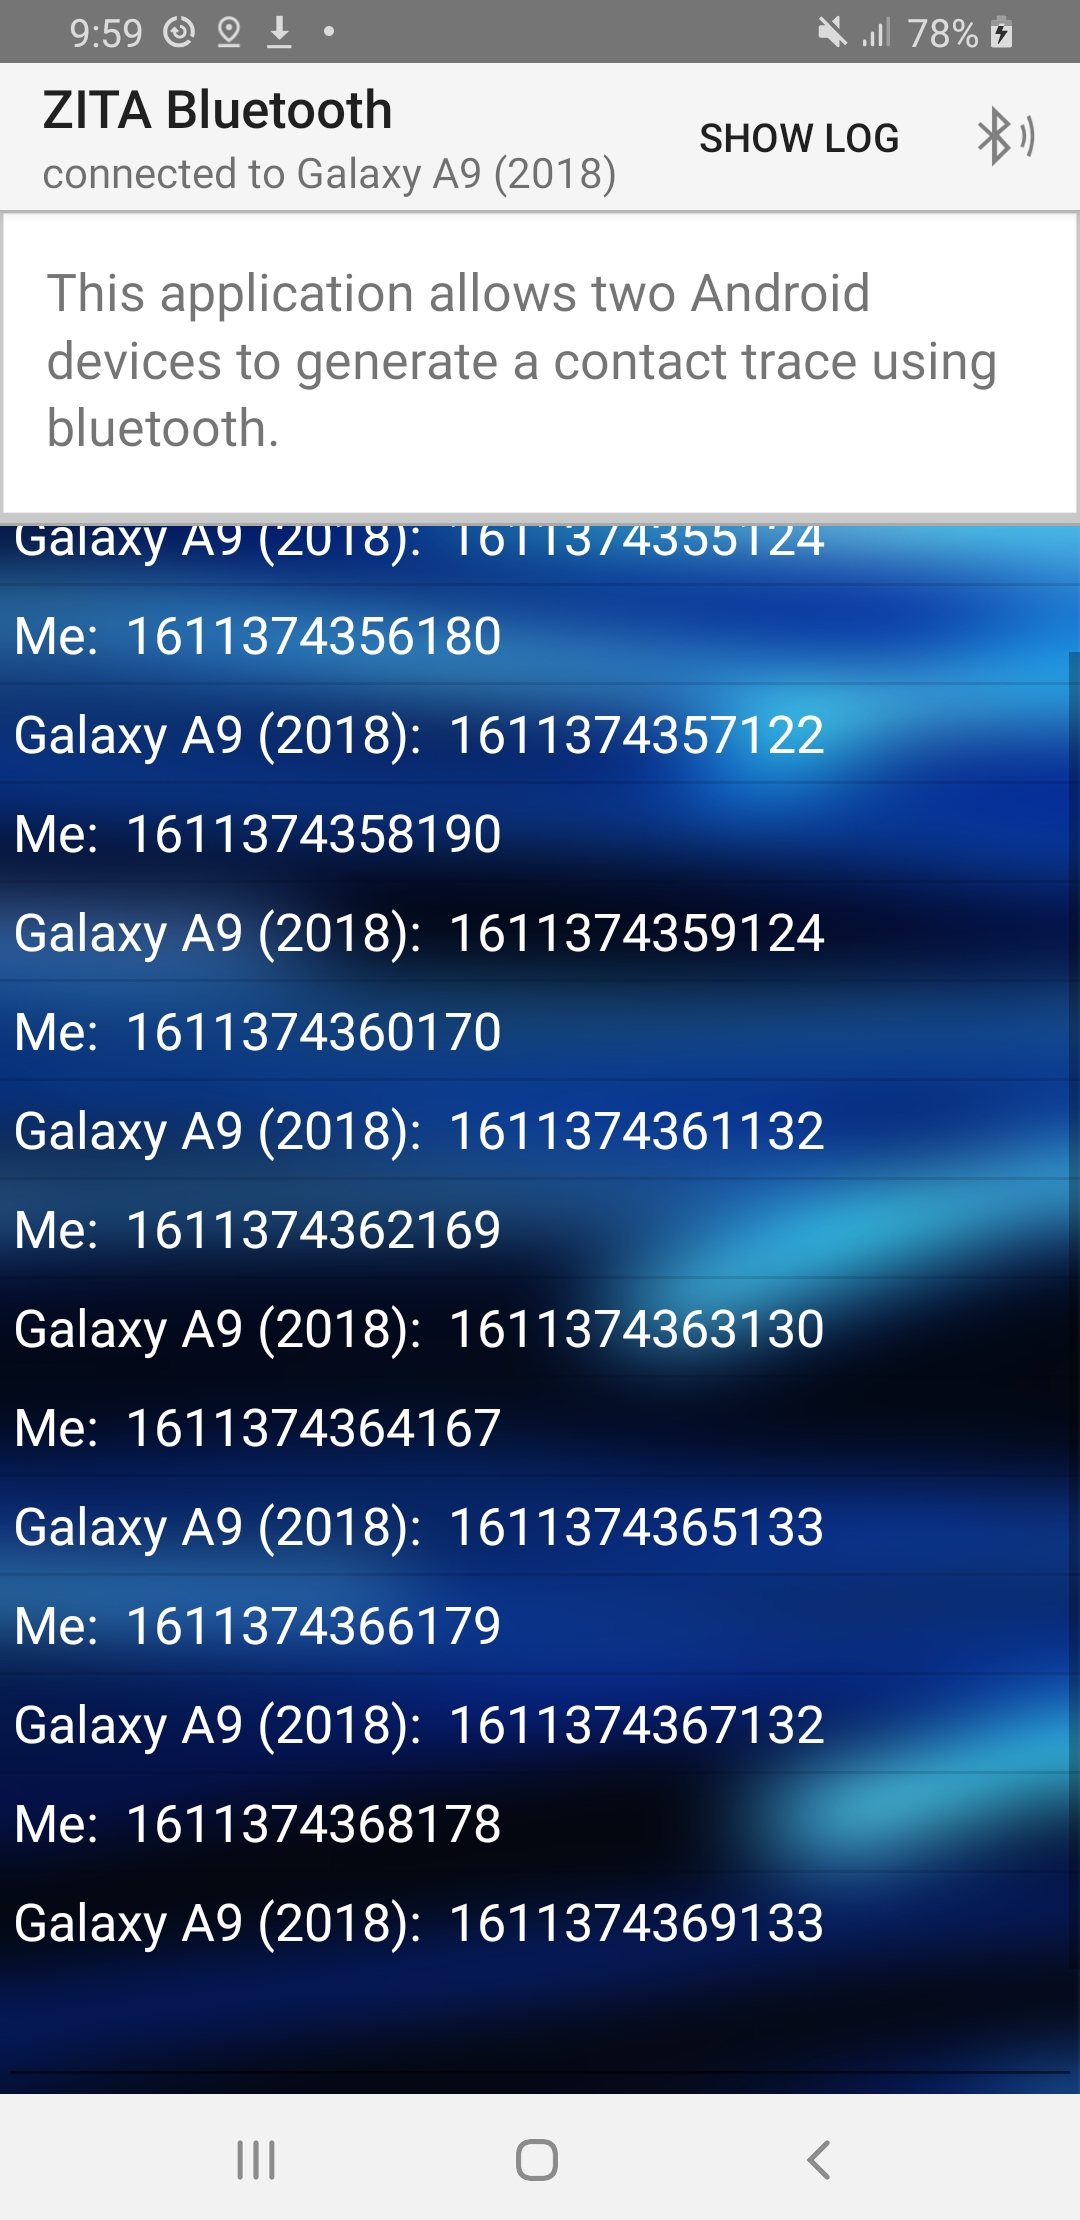 9:59 78%
ZITA Bluetooth
SHOW LOG
connected to Galaxy A9 (2018)
This application allows two Android
devices to generate a contact trace using
bluetooth.
Galaxy A9 (2018): 1611374355124
Me: 1611374356180
Galaxy A9 (2018): 1611374357122
Me: 1611374358190
Galaxy A9 (2018): 1611374359124
Me: 1611374360170
Galaxy A9 (2018): 1611374361132
Me: 1611374362169
Galaxy A9 (2018): 1611374363130
Me: 1611374364167
Galaxy A9 (2018): 1611374365133
Me: 1611374366179
Galaxy A9 (2018): 1611374367132
Me: 1611374368178
Galaxy A9 (2018): 1611374369133